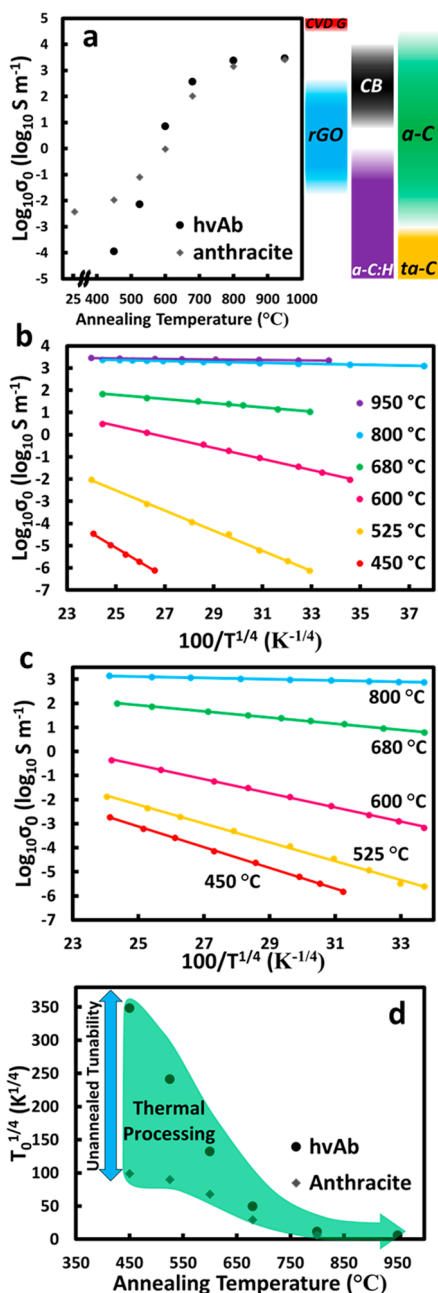 a
5
4
3
2
1
0
-1
-2
-3
-4
-5
Log10σ0 (log10 S m-1)
hvAb
anthracite
25 400 500 600 700 800 900 1000
Annealing Temperature (°C)
CVD G
rGO
CB
a-C
a-C:H
ta-C
b
4
3
2
1
0
-1
-2
-3
-4
-5
-6
-7
Log10σ0 (log10 S m-1)
950 °C
800 °C
680 °C
600 °C
525 °C
450 °C
23 25 27 29 31 33 35 37
100/T1/4 (K-1/4)
c
3
2
1
0
-1
-2
-3
-4
-5
-6
Log10σ0 (log10 S m-1)
800 °C
680 °C
600 °C
525 °C
450 °C
23 25 27 29 31 33
100/T1/4 (K-1/4)
d
350
300
250
200
150
100
50
0
T01/4 (K1/4)
Unannealed Tunability
Thermal
Processing
hvAb
Anthracite
350 450 550 650 750 850 950
Annealing Temperature (°C)